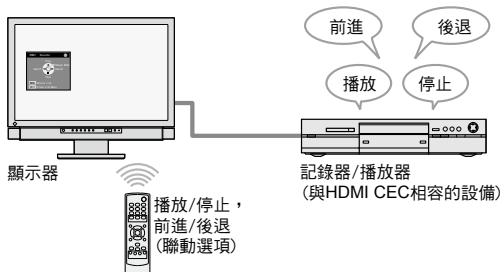 前進
後退
播放
停止
顯示器
記錄器/播放器
(與HDMI CEC相容的設備)
播放/停止，
前進/後退
(聯動選項)